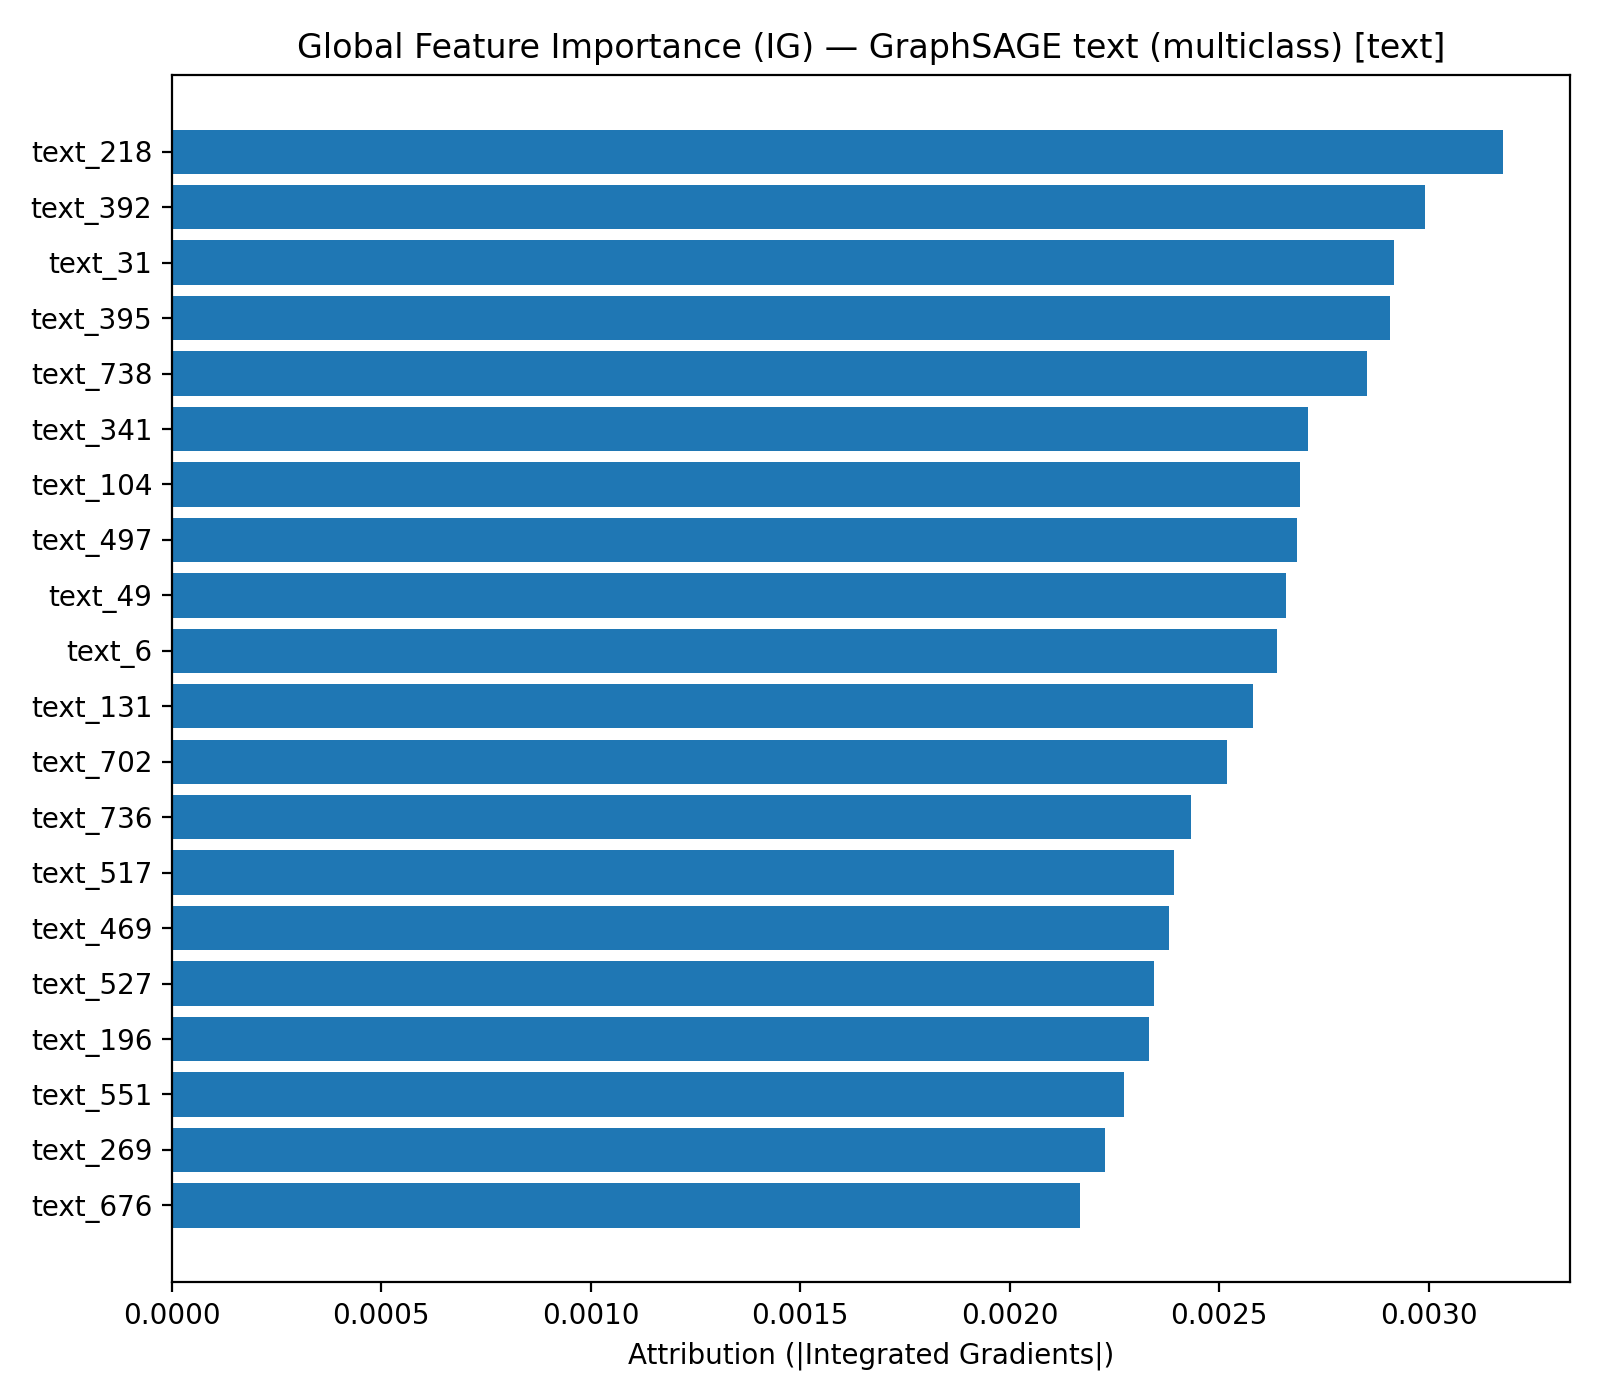 Global Feature Importance (IG) — GraphSAGE text (multiclass) [text]
text_218
text_392
text_31
text_395
text_738
text_341
text_104
text_497
text_49
text_6
text_131
text_702
text_736
text_517
text_469
text_527
text_196
text_551
text_269
text_676
0.0000 0.0005 0.0010 0.0015 0.0020 0.0025 0.0030
Attribution (|Integrated Gradients|)